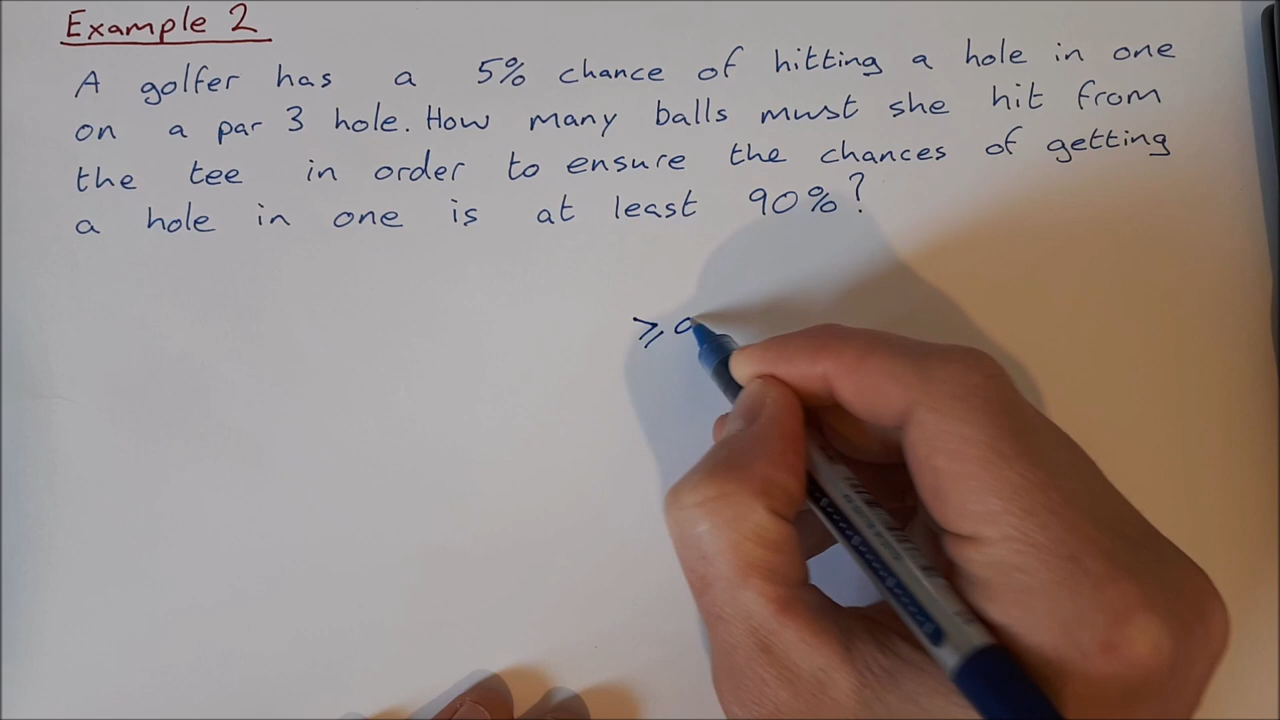 Example 2
A golfer has a 5% chance of hitting a hole in one
on a par 3 hole. How many balls must she hit from
the tee in order to ensure the chances of getting
a hole in one is at least 90%?
⩾ 0